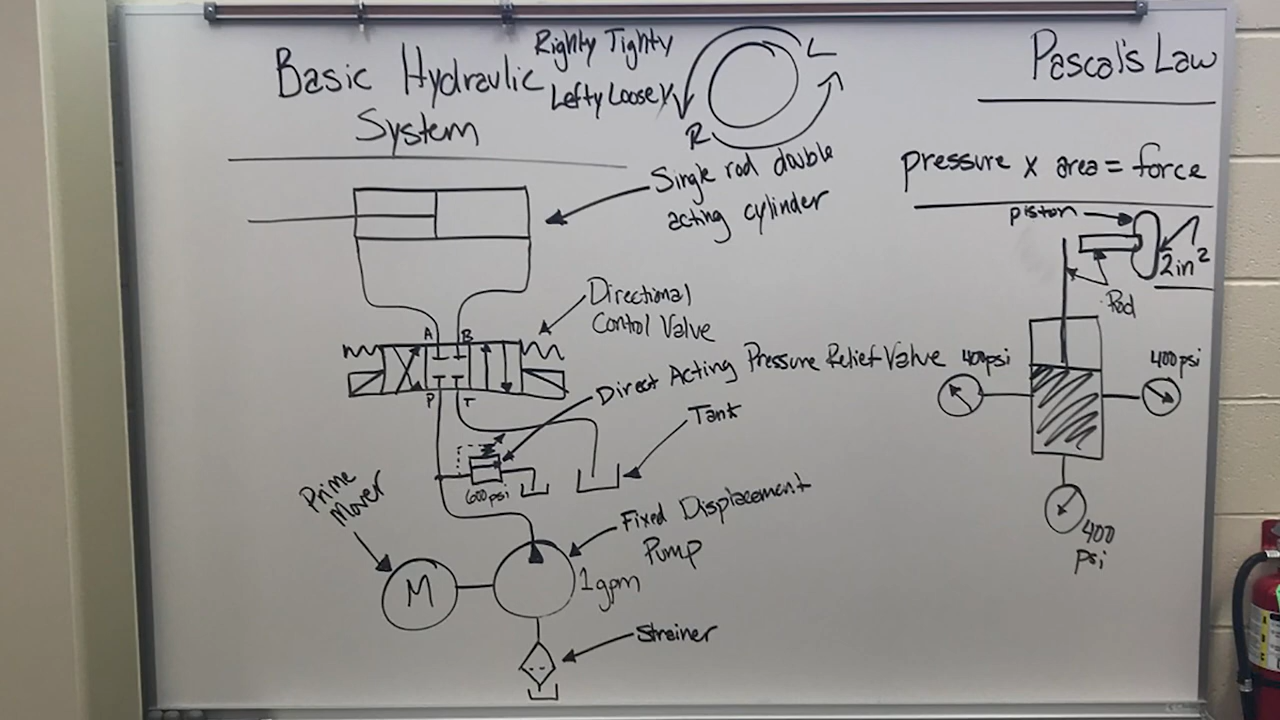 Basic Hydraulic
System
Righty Tighty
Lefty Loosey
L
R
Single rod double
acting cylinder
Directional
Control Valve
A B
P T
Direct Acting Pressure Relief Valve
600psi
Tank
Prime
Mover
M
Fixed Displacement
Pump
1gpm
Strainer
Pascal's Law
pressure x area = force
piston
2in²
Rod
400psi
400psi
400
psi